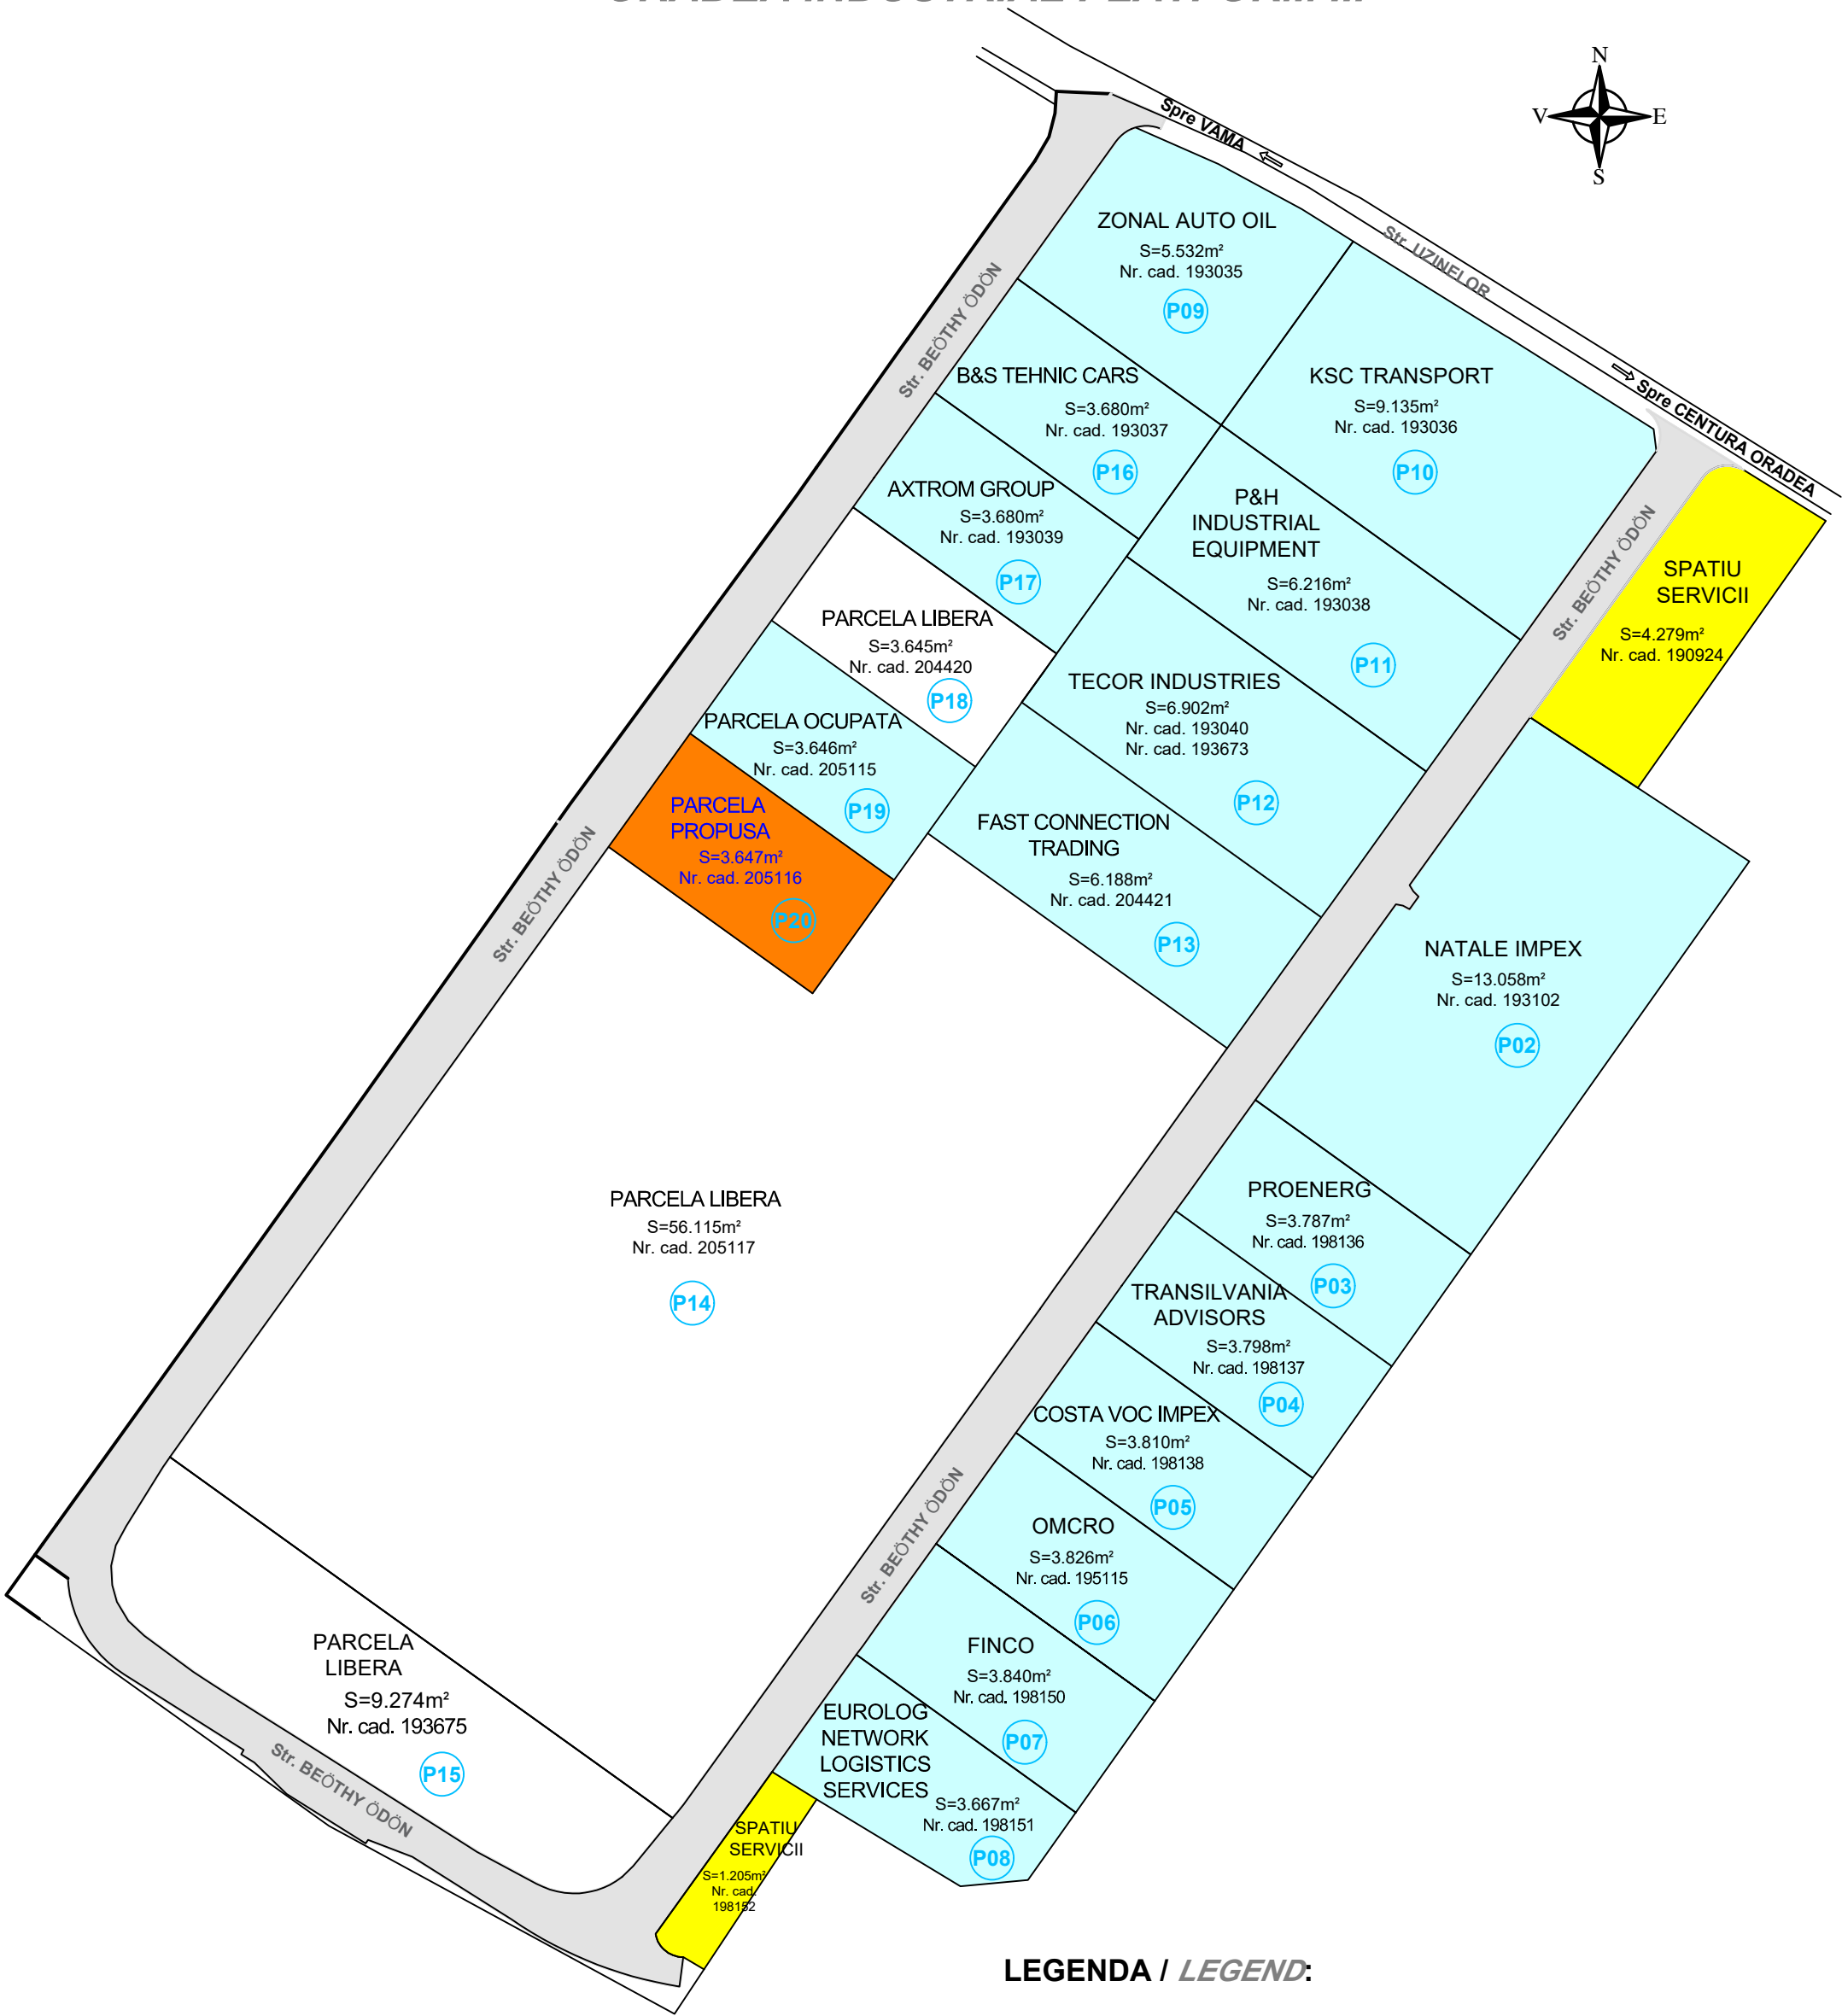 N
V
E
S
Spre VAMA
Str. UZINELOR
Spre CENTURA ORADEA
ZONAL AUTO OIL
S=5.532m²
Nr. cad. 193035
P09
Str. BEÖTHY ÖDÖN
B&S TEHNIC CARS
S=3.680m²
Nr. cad. 193037
P16
KSC TRANSPORT
S=9.135m²
Nr. cad. 193036
P10
AXTROM GROUP
S=3.680m²
Nr. cad. 193039
P17
P&H
INDUSTRIAL
EQUIPMENT
S=6.216m²
Nr. cad. 193038
P11
Str. BEÖTHY ÖDÖN
SPATIU
SERVICII
S=4.279m²
Nr. cad. 190924
PARCELA LIBERA
S=3.645m²
Nr. cad. 204420
P18
TECOR INDUSTRIES
S=6.902m²
Nr. cad. 193040
Nr. cad. 193673
P12
PARCELA OCUPATA
S=3.646m²
Nr. cad. 205115
P19
PARCELA
PROPUSA
S=3.647m²
Nr. cad. 205116
P20
FAST CONNECTION
TRADING
S=6.188m²
Nr. cad. 204421
P13
Str. BEÖTHY ÖDÖN
NATALE IMPEX
S=13.058m²
Nr. cad. 193102
P02
PARCELA LIBERA
S=56.115m²
Nr. cad. 205117
P14
PROENERG
S=3.787m²
Nr. cad. 198136
P03
TRANSILVANIA
ADVISORS
S=3.798m²
Nr. cad. 198137
P04
COSTA VOC IMPEX
S=3.810m²
Nr. cad. 198138
P05
Str. BEÖTHY ÖDÖN
OMCRO
S=3.826m²
Nr. cad. 195115
P06
PARCELA
LIBERA
S=9.274m²
Nr. cad. 193675
P15
FINCO
S=3.840m²
Nr. cad. 198150
P07
EUROLOG
NETWORK
LOGISTICS
SERVICES
S=3.667m²
Nr. cad. 198151
P08
Str. BEÖTHY ÖDÖN
SPATIU
SERVICII
S=1.205m²
Nr. cad.
198152
LEGENDA / LEGEND: